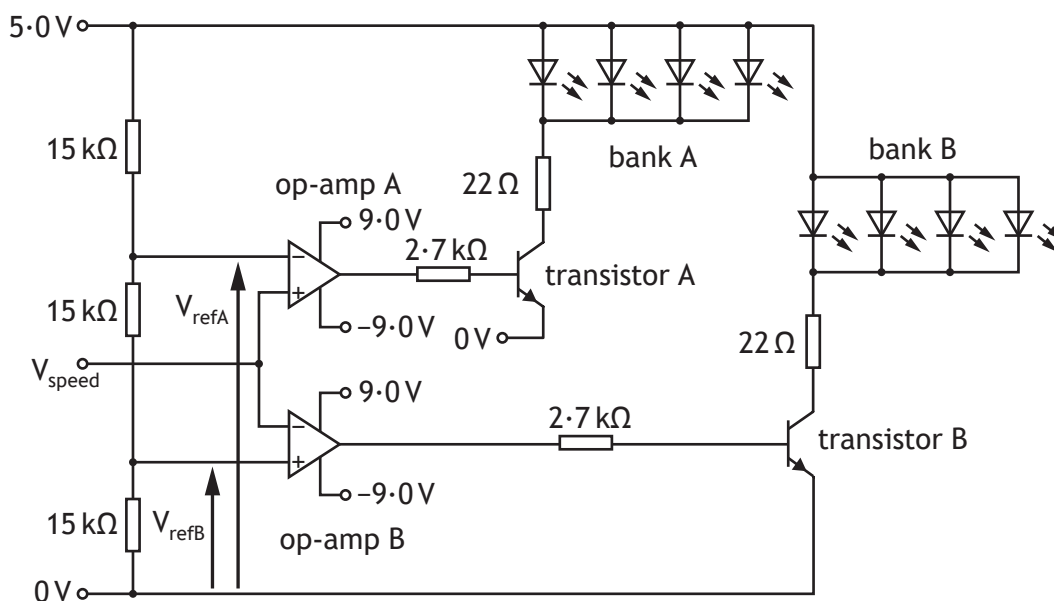 5·0 V
15 kΩ
bank A
bank B
22 Ω
op-amp A
9·0 V
2·7 kΩ
transistor A
V_refA
15 kΩ
–9·0 V
0 V
22 Ω
V_speed
9·0 V
2·7 kΩ
transistor B
–9·0 V
15 kΩ
V_refB
op-amp B
0 V